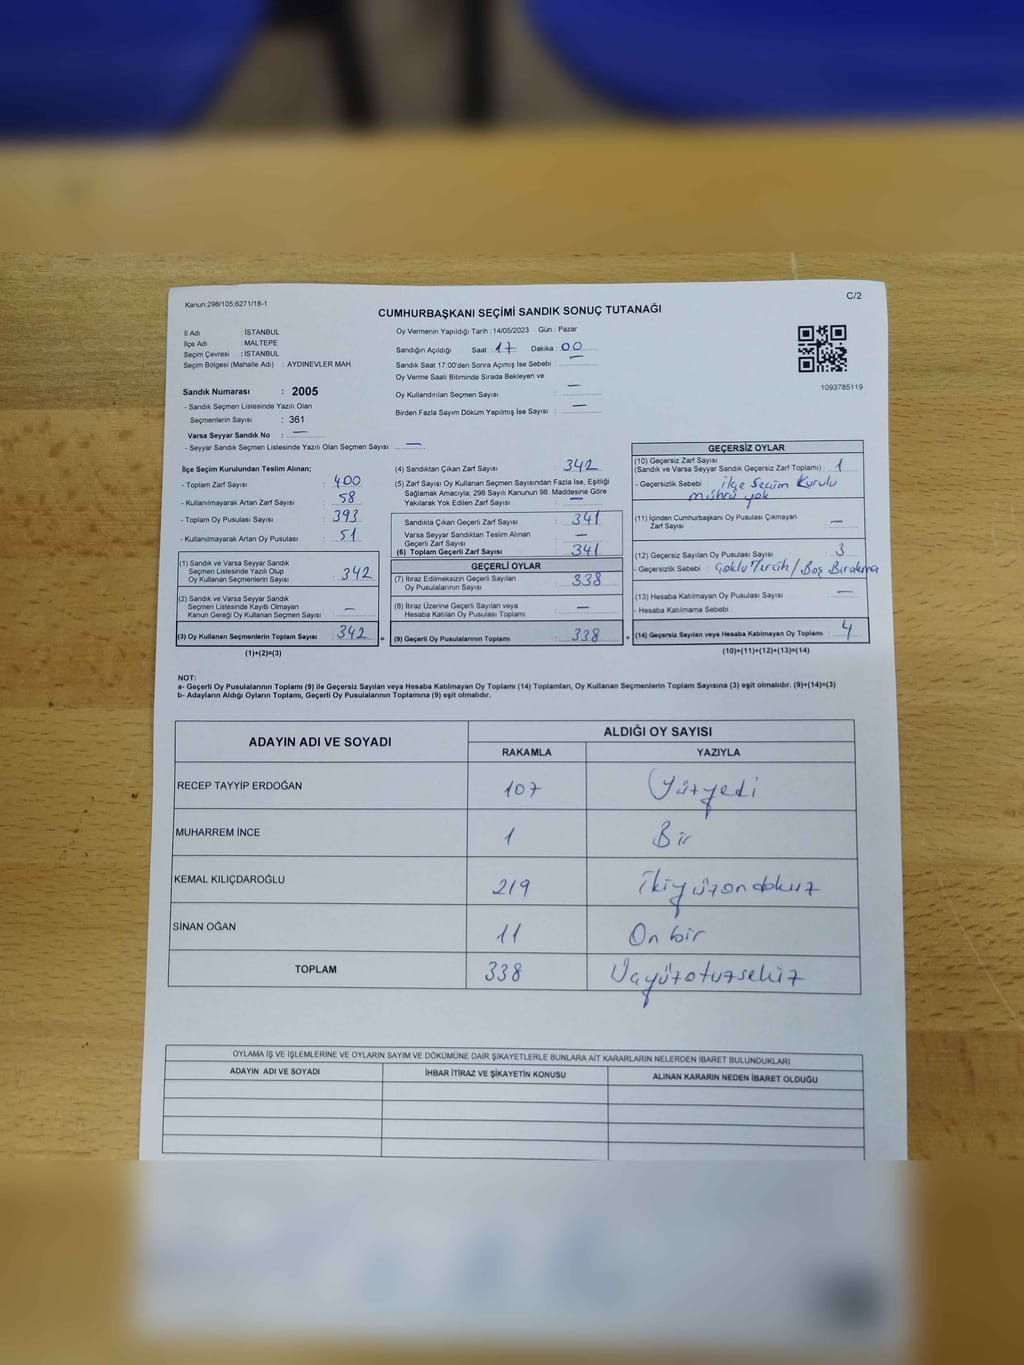 Kanun:298/105;6271/18-1
C/2
CUMHURBAŞKANI SEÇİMİ SANDIK SONUÇ TUTANAĞI
İl Adı : İSTANBUL
İlçe Adı : MALTEPE
Seçim Çevresi : İSTANBUL
Seçim Bölgesi (Mahalle Adı) : AYDINEVLER MAH.
Sandık Numarası : 2005
- Sandık Seçmen Listesinde Yazılı Olan
Seçmenlerin Sayısı : 361
Varsa Seyyar Sandık No : —
- Seyyar Sandık Seçmen Listesinde Yazılı Olan Seçmen Sayısı: —
Oy Vermenin Yapıldığı Tarih : 14/05/2023 Gün : Pazar
Sandığın Açıldığı Saat : 17 Dakika : 00
Sandık Saat 17:00'den Sonra Açımış İse Sebebi : —
Oy Verme Saati Bitiminde Sırada Bekleyen ve
Oy Kullandırılan Seçmen Sayısı : —
Birden Fazla Sayım Döküm Yapılmış İse Sayısı : —
1093785119
İlçe Seçim Kurulundan Teslim Alınan;
- Toplam Zarf Sayısı : 400
- Kullanılmayarak Artan Zarf Sayısı : 58
- Toplam Oy Pusulası Sayısı : 393
- Kullanılmayarak Artan Oy Pusulası : 51
(1) Sandık ve Varsa Seyyar Sandık
Seçmen Listesinde Yazılı Olup
Oy Kullanan Seçmenlerin Sayısı : 342
(2) Sandık ve Varsa Seyyar Sandık
Seçmen Listesinde Kayıtlı Olmayan
Kanun Gereği Oy Kullanan Seçmen Sayısı : —
(3) Oy Kullanan Seçmenlerin Toplam Sayısı : 342 =
(1)+(2)=(3)
(4) Sandıktan Çıkan Zarf Sayısı : 342
(5) Zarf Sayısı Oy Kullanan Seçmen Sayısından Fazla İse, Eşitliği
Sağlamak Amacıyla; 298 Sayılı Kanunun 98. Maddesine Göre
Yakılarak Yok Edilen Zarf Sayısı : —
Sandıkta Çıkan Geçerli Zarf Sayısı : 341
Varsa Seyyar Sandıktan Teslim Alınan
Geçerli Zarf Sayısı : —
(6) Toplam Geçerli Zarf Sayısı : 341
GEÇERLİ OYLAR
(7) İtiraz Edilmeksizin Geçerli Sayılan
Oy Pusulalarının Sayısı : 338
(8) İtiraz Üzerine Geçerli Sayılan veya
Hesaba Katılan Oy Pusulası Toplamı : —
(9) Geçerli Oy Pusulalarının Toplamı : 338 +
GEÇERSİZ OYLAR
(10) Geçersiz Zarf Sayısı
(Sandık ve Varsa Seyyar Sandık Geçersiz Zarf Toplamı) : 1
- Geçersizlik Sebebi : İlçe Seçim Kurulu
mührü yok
(11) İçinden Cumhurbaşkanı Oy Pusulası Çıkmayan
Zarf Sayısı : —
(12) Geçersiz Sayılan Oy Pusulası Sayısı : 3
- Geçersizlik Sebebi : Çoklu Tercih / Boş Bırakma
(13) Hesaba Katılmayan Oy Pusulası Sayısı : —
- Hesaba Katılmama Sebebi :
(14) Geçersiz Sayılan veya Hesaba Katılmayan Oy Toplamı : 4
(10)+(11)+(12)+(13)=(14)
NOT:
a- Geçerli Oy Pusulalarının Toplamı (9) ile Geçersiz Sayılan veya Hesaba Katılmayan Oy Toplamı (14) Toplamları, Oy Kullanan Seçmenlerin Toplam Sayısına (3) eşit olmalıdır. (9)+(14)=(3)
b- Adayların Aldığı Oyların Toplamı, Geçerli Oy Pusulalarının Toplamına (9) eşit olmalıdır.
ADAYIN ADI VE SOYADI
ALDIĞI OY SAYISI
RAKAMLA YAZIYLA
RECEP TAYYİP ERDOĞAN 107 Yüzyedi
MUHARREM İNCE 1 Bir
KEMAL KILIÇDAROĞLU 219 İkiyüzondokuz
SİNAN OĞAN 11 On bir
TOPLAM 338 Üçyüzotuzsekiz
OYLAMA İŞ VE İŞLEMLERİNE VE OYLARIN SAYIM VE DÖKÜMÜNE DAİR ŞİKAYETLERLE BUNLARA AİT KARARLARIN NELERDEN İBARET BULUNDUKLARI
ADAYIN ADI VE SOYADI İHBAR İTİRAZ VE ŞİKAYETİN KONUSU ALINAN KARARIN NEDEN İBARET OLDUĞU